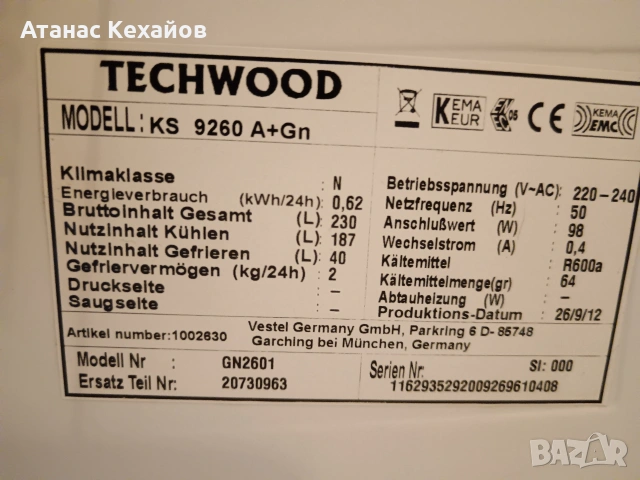 Атанас Кехайов
TECHWOOD
MODELL: KS 9260 A+Gn
KEMA
EUR
05
CE
KEMA
EMC
Klimaklasse : N
Energieverbrauch (kWh/24h): 0,62
Bruttoinhalt Gesamt (L): 230
Nutzinhalt Kühlen (L): 187
Nutzinhalt Gefrieren (L): 40
Gefriervermögen (kg/24h) : 2
Druckseite : –
Saugseite : –
Betriebsspannung (V~AC): 220-240
Netzfrequenz (Hz) : 50
Anschlußwert (W) : 98
Wechselstrom (A) : 0,4
Kältemittel : R600a
Kältemittelmenge(gr) : 64
Abtauheizung (W) : –
Produktions-Datum : 26/9/12
Artikel number:1002630
Vestel Germany GmbH, Parkring 6 D- 85748
Garching bei München, Germany
Modell Nr : GN2601
Ersatz Teil Nr: 20730963
Serien Nr: SI: 000
1162935292009269610408
BAZAR